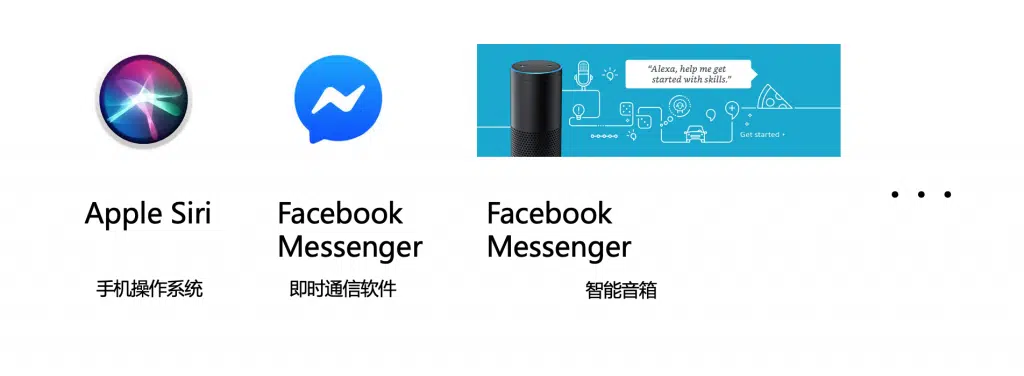 “Alexa, help me get
started with skills.”
Get started
Apple Siri
Facebook
Messenger
Facebook
Messenger
• • •
手机操作系统
即时通信软件
智能音箱